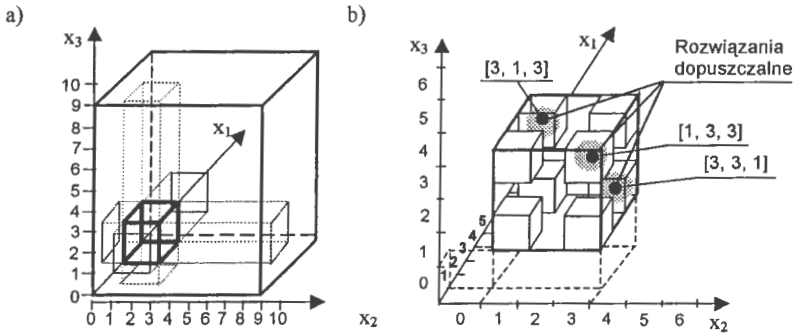 a)
x3
10
9
8
7
6
5
4
3
2
1
0
x1
0 1 2 3 4 5 6 7 8 9 10
x2
b)
x3
x1
Rozwiązania
dopuszczalne
[3, 1, 3]
[1, 3, 3]
[3, 3, 1]
6
5
4
3
2
1
0
5
4
3
2
1
0 1 2 3 4 5 6
x2